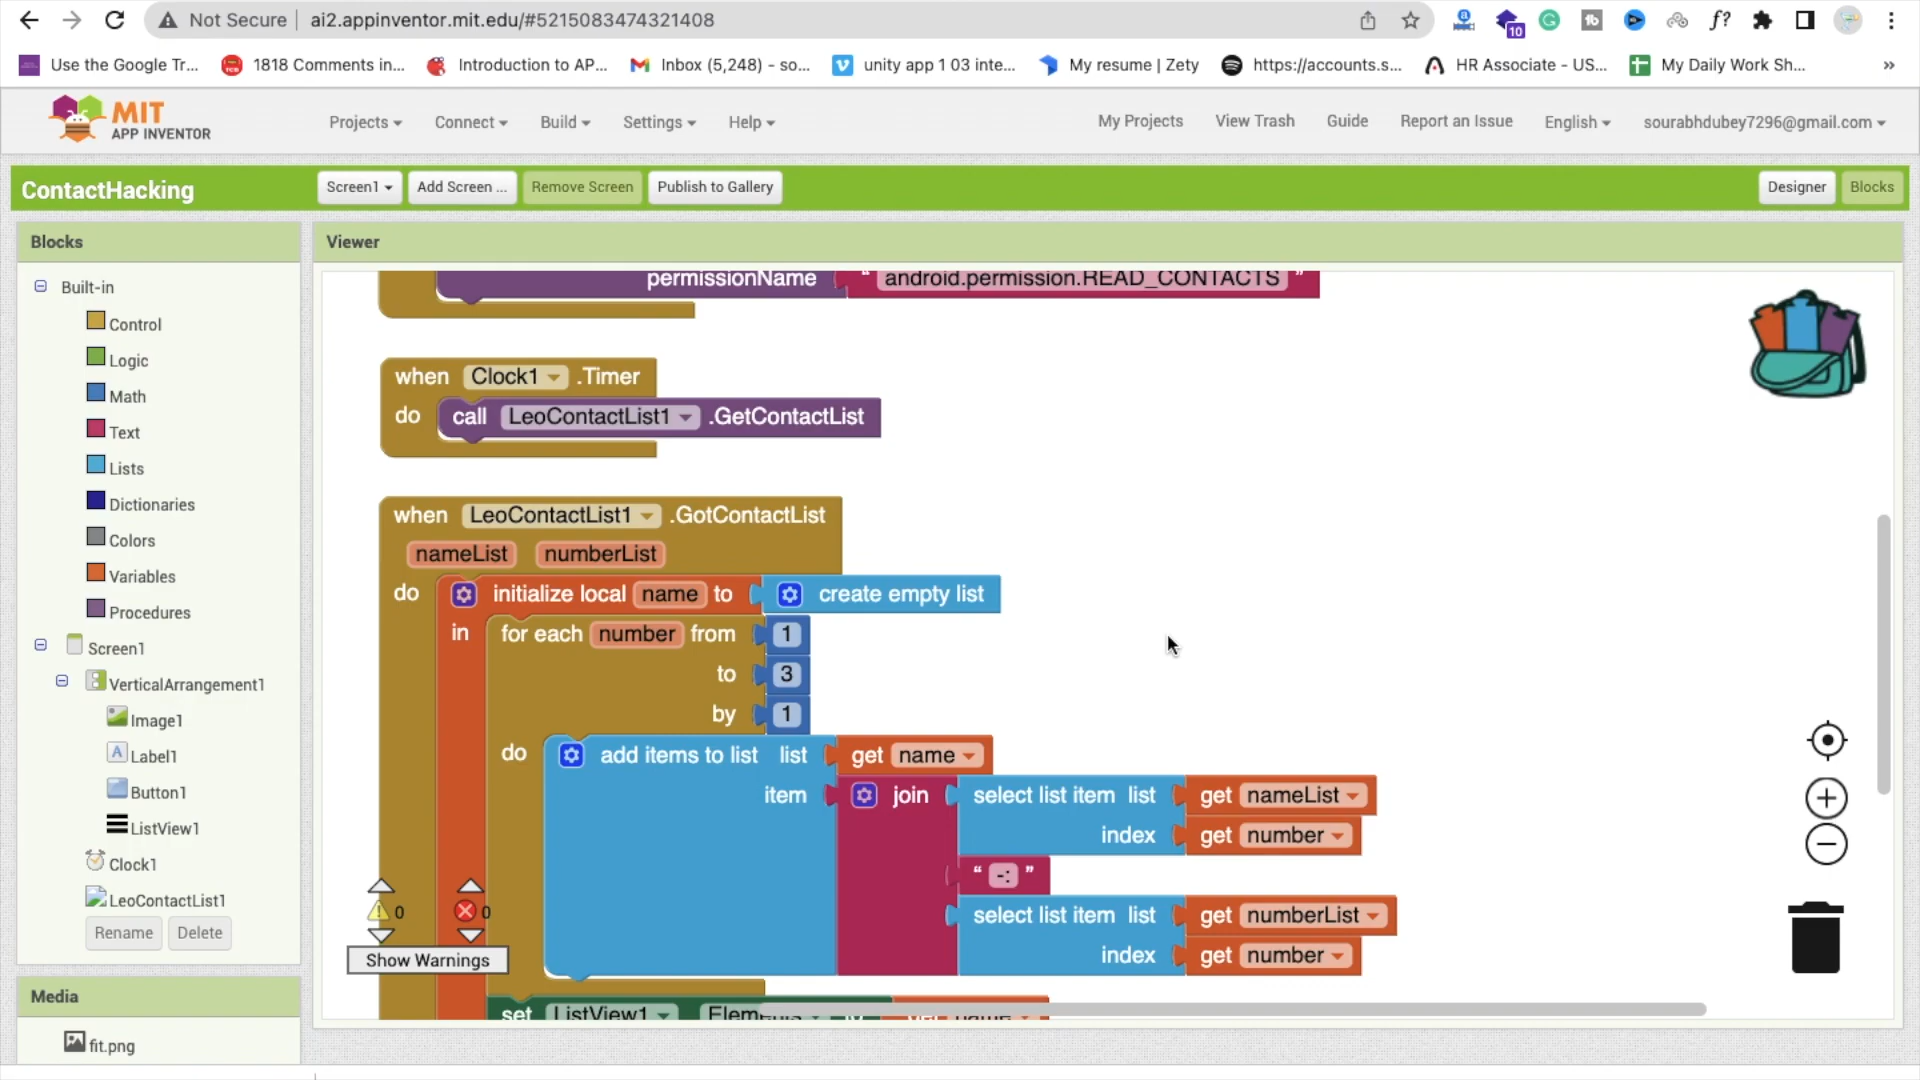 Not Secure | ai2.appinventor.mit.edu/#5215083474321408
a 10 G tb f?
Use the Google Tr... 1818 Comments in... Introduction to AP... Inbox (5,248) - so... unity app 1 03 inte... My resume | Zety https://accounts.s... HR Associate - US... My Daily Work Sh... »
MIT
APP INVENTOR
Projects Connect Build Settings Help My Projects View Trash Guide Report an Issue English sourabhdubey7296@gmail.com
ContactHacking Screen1 Add Screen ... Remove Screen Publish to Gallery Designer Blocks
Blocks
Built-in
Control
Logic
Math
Text
Lists
Dictionaries
Colors
Variables
Procedures
Screen1
VerticalArrangement1
Image1
A Label1
Button1
ListView1
Clock1
LeoContactList1
Rename Delete
Media
fit.png
Viewer
permissionName “ android.permission.READ_CONTACTS ”
when Clock1 .Timer
do call LeoContactList1 .GetContactList
when LeoContactList1 .GotContactList
nameList numberList
do initialize local name to create empty list
in for each number from 1
to 3
by 1
do add items to list list get name
item join select list item list get nameList
index get number
“ -: ”
select list item list get numberList
index get number
set ListView1 . Elements to get name
0 0
Show Warnings